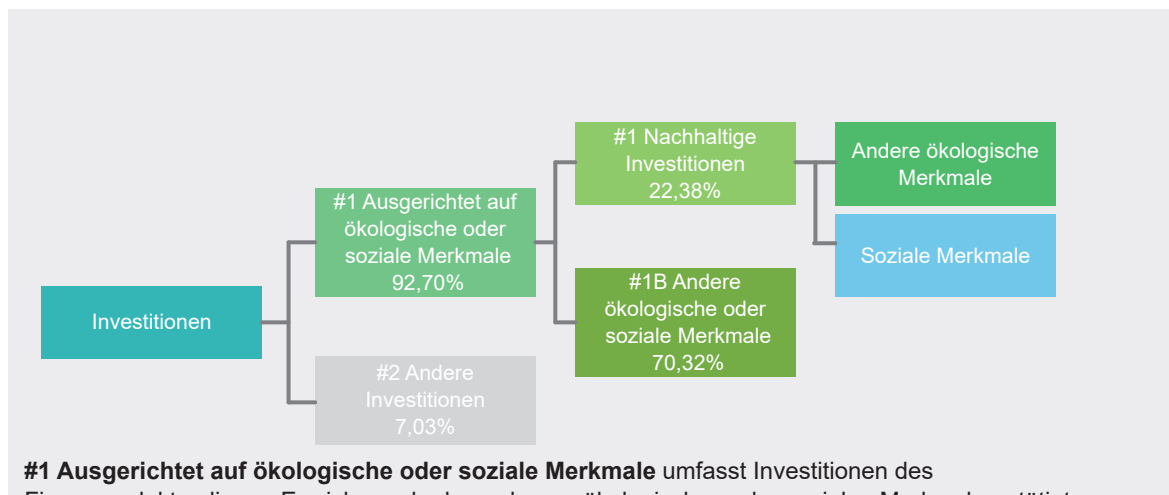 Investitionen
#1 Ausgerichtet auf
ökologische oder
soziale Merkmale
92,70%
#2 Andere
Investitionen
7,03%
#1 Nachhaltige
Investitionen
22,38%
#1B Andere
ökologische oder
soziale Merkmale
70,32%
Andere ökologische
Merkmale
Soziale Merkmale
#1 Ausgerichtet auf ökologische oder soziale Merkmale umfasst Investitionen des